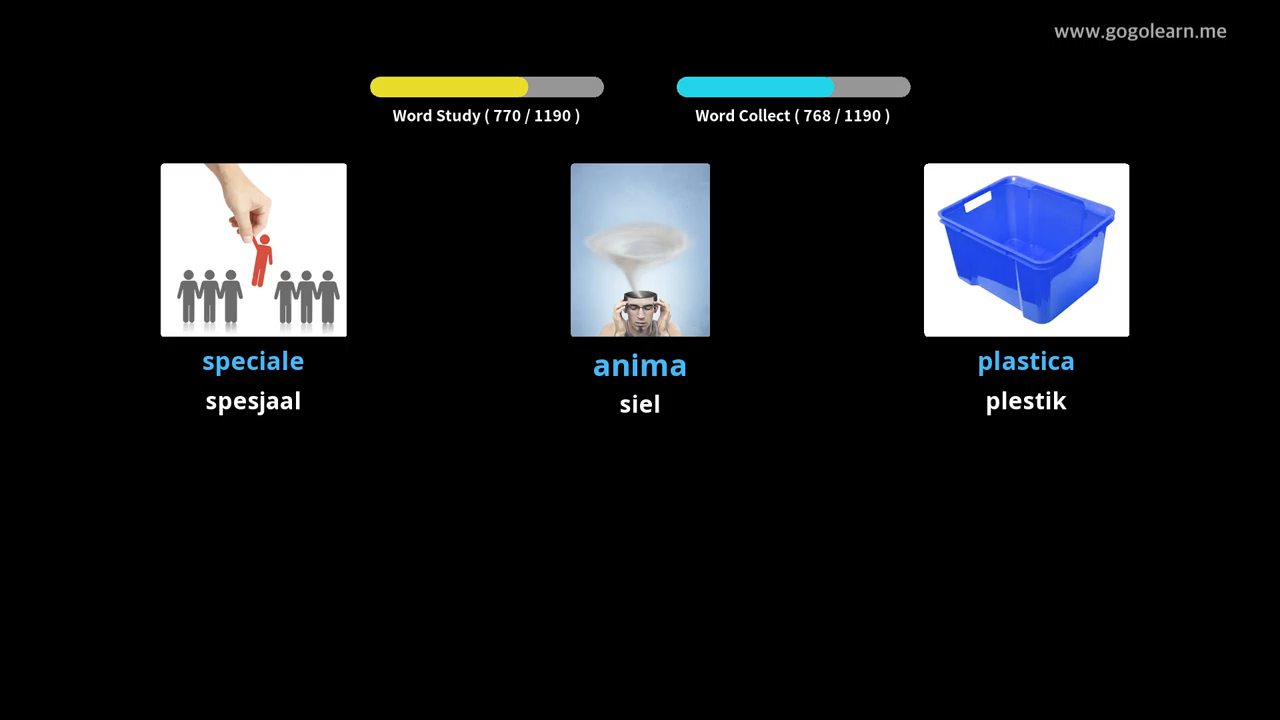 www.gogolearn.me
Word Study ( 770 / 1190 )
Word Collect ( 768 / 1190 )
speciale
anima
plastica
spesjaal
siel
plestik